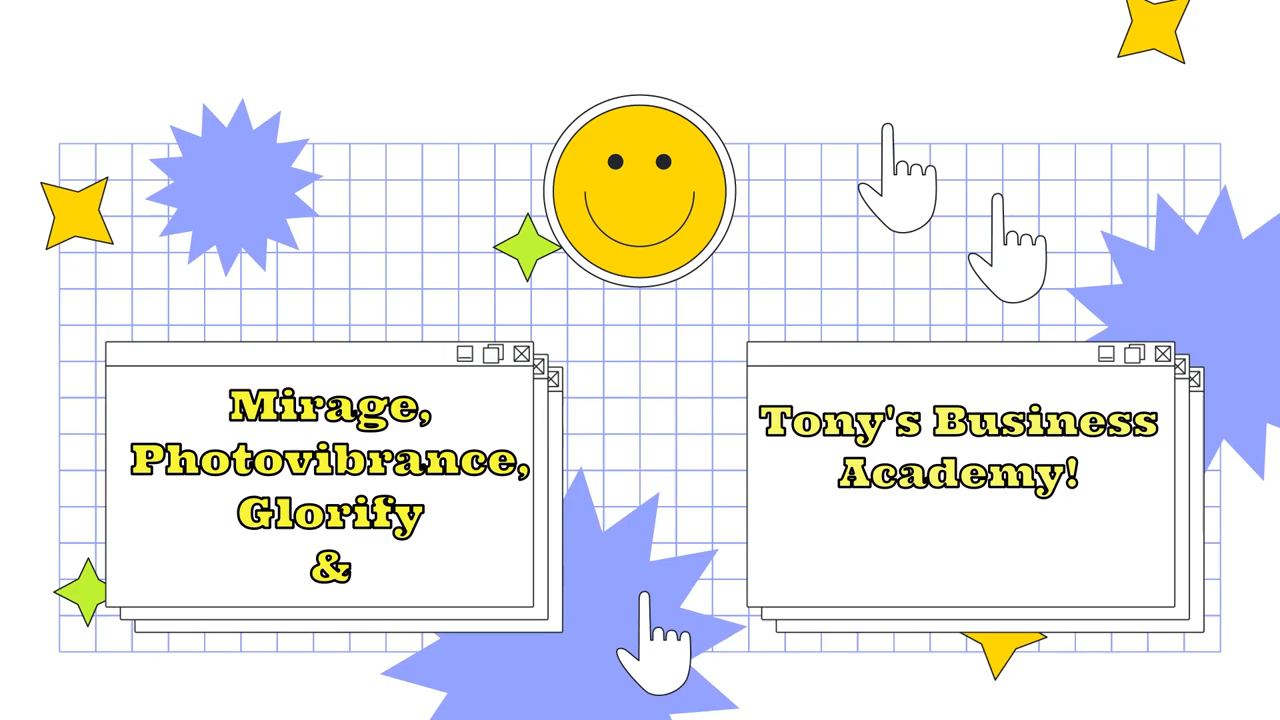 Mirage,
Photovibrance,
Glorify
&
Tony's Business
Academy!